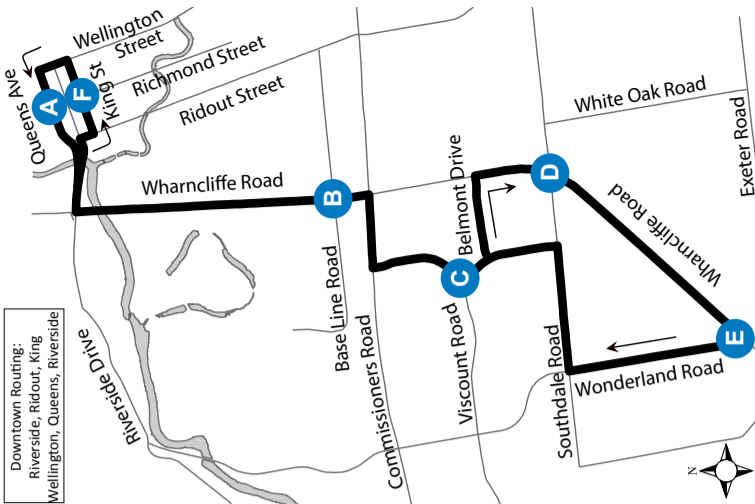 Downtown Routing:
Riverside, Ridout, King
Wellington, Queens, Riverside
Queens Ave
Wellington
Street
King St
Richmond Street
Ridout Street
A
F
Wharncliffe Road
B
Base Line Road
Commissioners Road
Riverside Drive
Belmont Drive
C
Viscount Road
D
White Oak Road
Exeter Road
Wharncliffe Road
Southdale Road
E
Wonderland Road
N